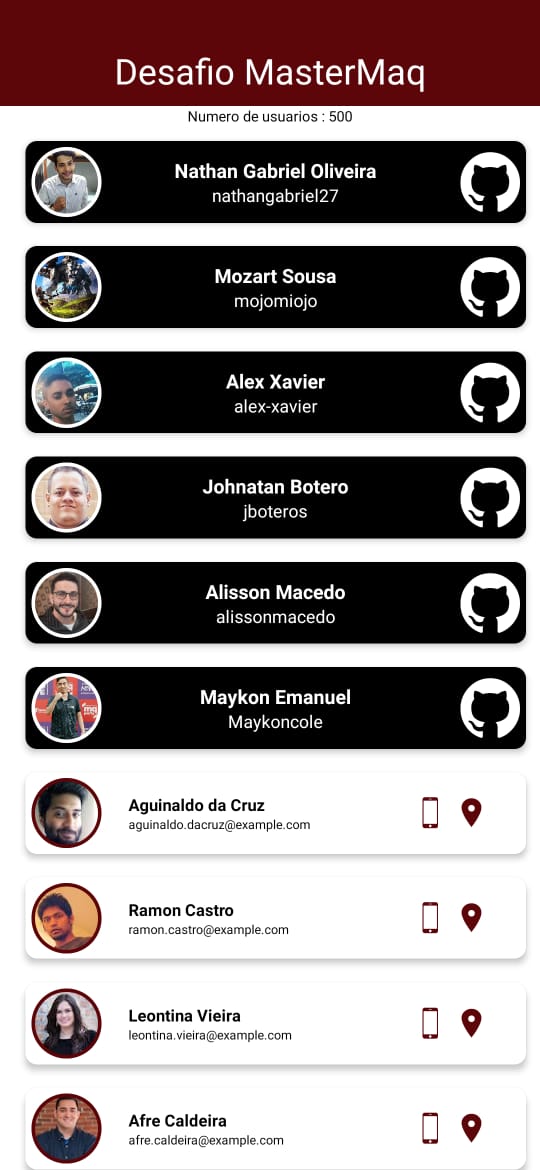 Desafio MasterMaq
Numero de usuarios : 500
Nathan Gabriel Oliveira
nathangabriel27
Mozart Sousa
mojomiojo
Alex Xavier
alex-xavier
Johnatan Botero
jboteros
Alisson Macedo
alissonmacedo
Maykon Emanuel
Maykoncole
Aguinaldo da Cruz
aguinaldo.dacruz@example.com
Ramon Castro
ramon.castro@example.com
Leontina Vieira
leontina.vieira@example.com
Afre Caldeira
afre.caldeira@example.com